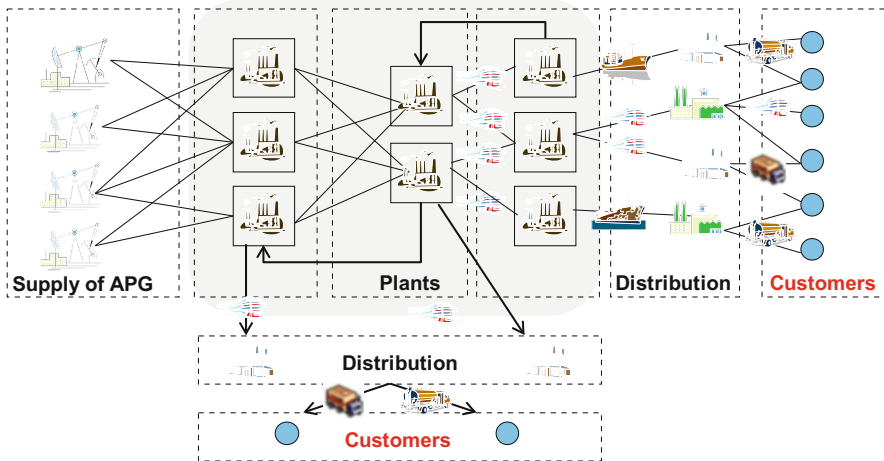 Supply of APG
Plants
Distribution
Customers
Distribution
Customers